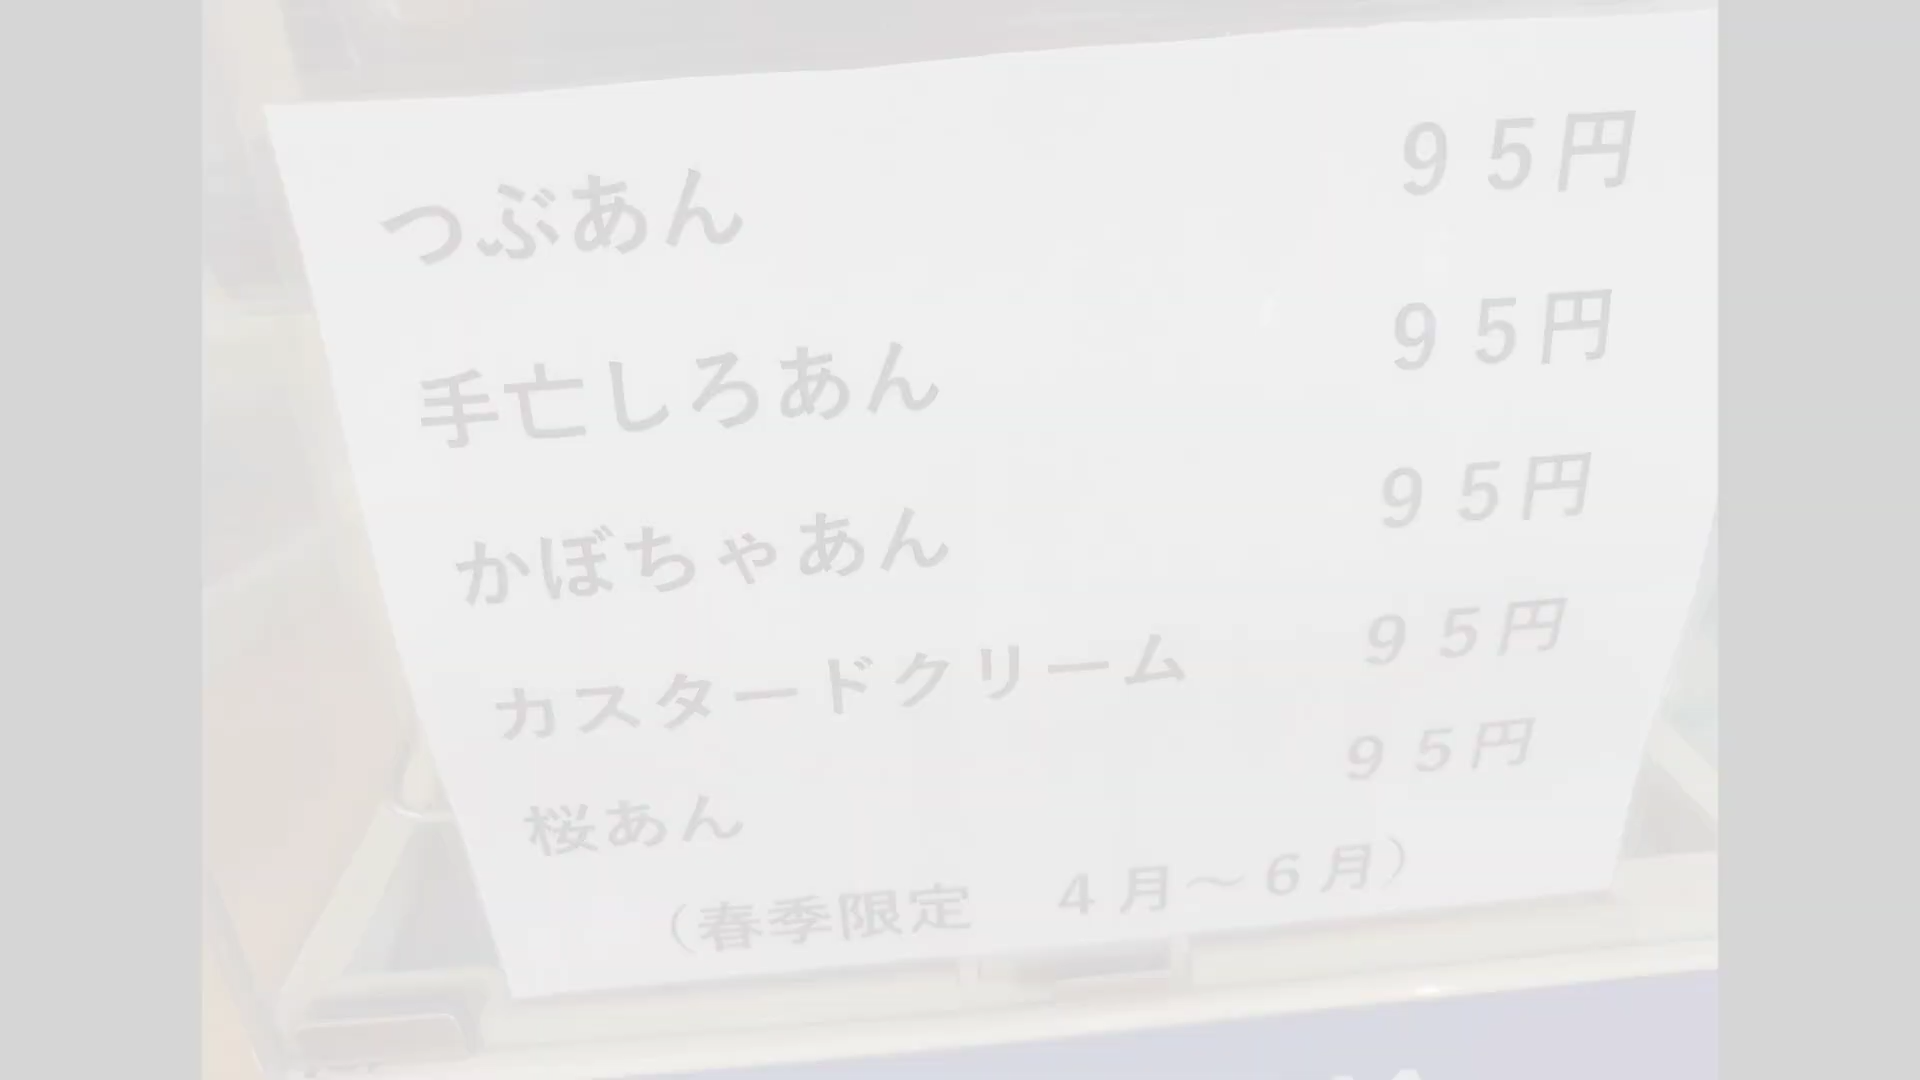 つぶあん ９５円
手亡しろあん ９５円
かぼちゃあん ９５円
カスタードクリーム ９５円
桜あん ９５円
（春季限定　４月～６月）